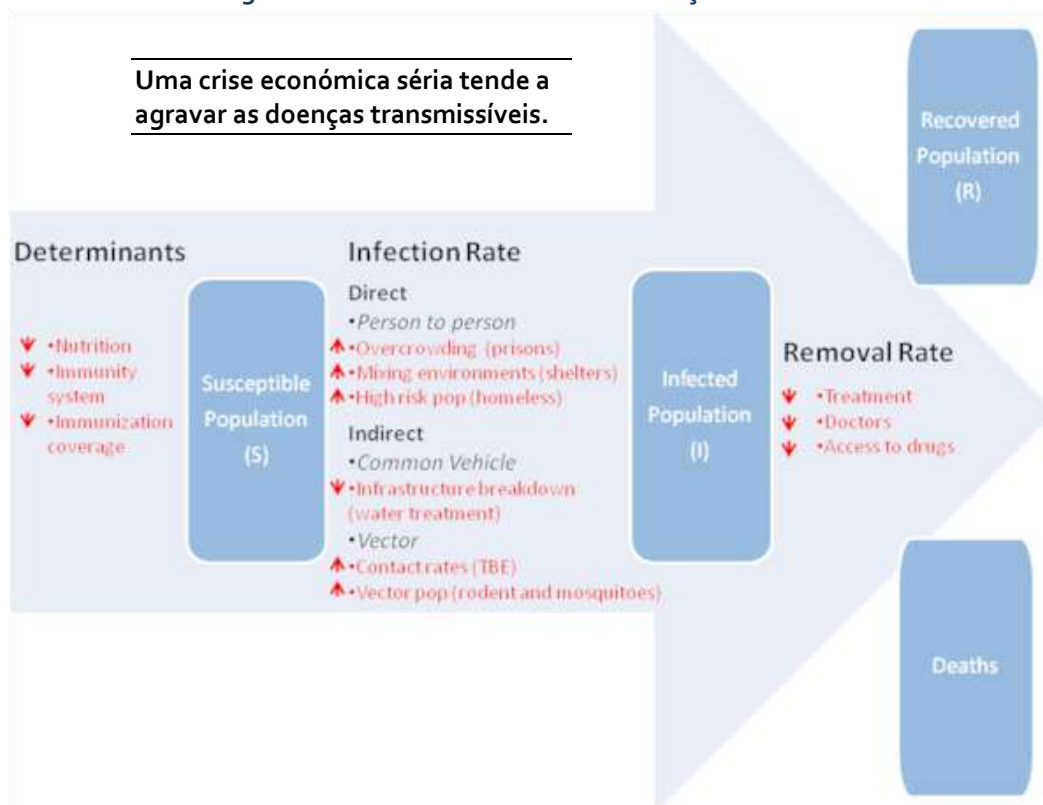 Uma crise económica séria tende a
agravar as doenças transmissíveis.
Determinants
•Nutrition
•Immunity
system
•Immunization
coverage
Susceptible
Population
(S)
Infection Rate
Direct
•Person to person
•Overcrowding (prisons)
•Mixing environments (shelters)
•High risk pop (homeless)
Indirect
•Common Vehicle
•Infrastructure breakdown
(water treatment)
•Vector
•Contact rates (TBE)
•Vector pop (rodent and mosquitoes)
Infected
Population
(I)
Removal Rate
•Treatment
•Doctors
•Access to drugs
Recovered
Population
(R)
Deaths